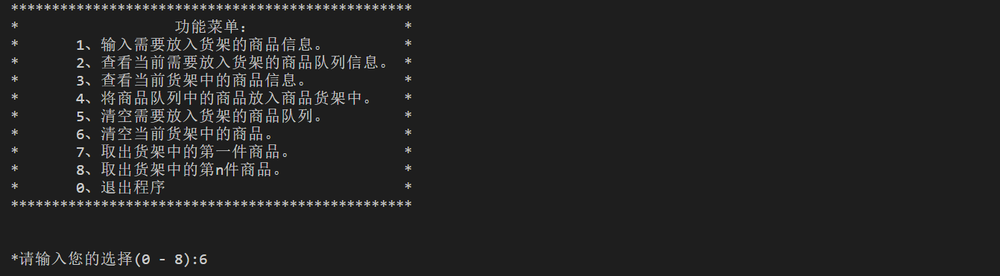 *************************************************
* 功能菜单: *
* 1、输入需要放入货架的商品信息。 *
* 2、查看当前需要放入货架的商品队列信息。 *
* 3、查看当前货架中的商品信息。 *
* 4、将商品队列中的商品放入商品货架中。 *
* 5、清空需要放入货架的商品队列。 *
* 6、清空当前货架中的商品。 *
* 7、取出货架中的第一件商品。 *
* 8、取出货架中的第n件商品。 *
* 0、退出程序 *
*************************************************
*请输入您的选择(0 - 8):6